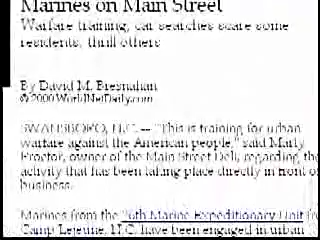 Marines on Main Street
Warfare training, car searches scare some
residents, thrill others
By David M. Bresnahan
© 2000 WorldNetDaily.com
SWANSBORO, N.C. -- "This is training for urban
warfare against the American people," said Marty
Proctor, owner of the Main Street Deli, regarding the
activity that has been taking place directly in front o
business.
Marines from the 26th Marine Expeditionary Unit fro
Camp Lejeune, N.C. have been engaged in urban